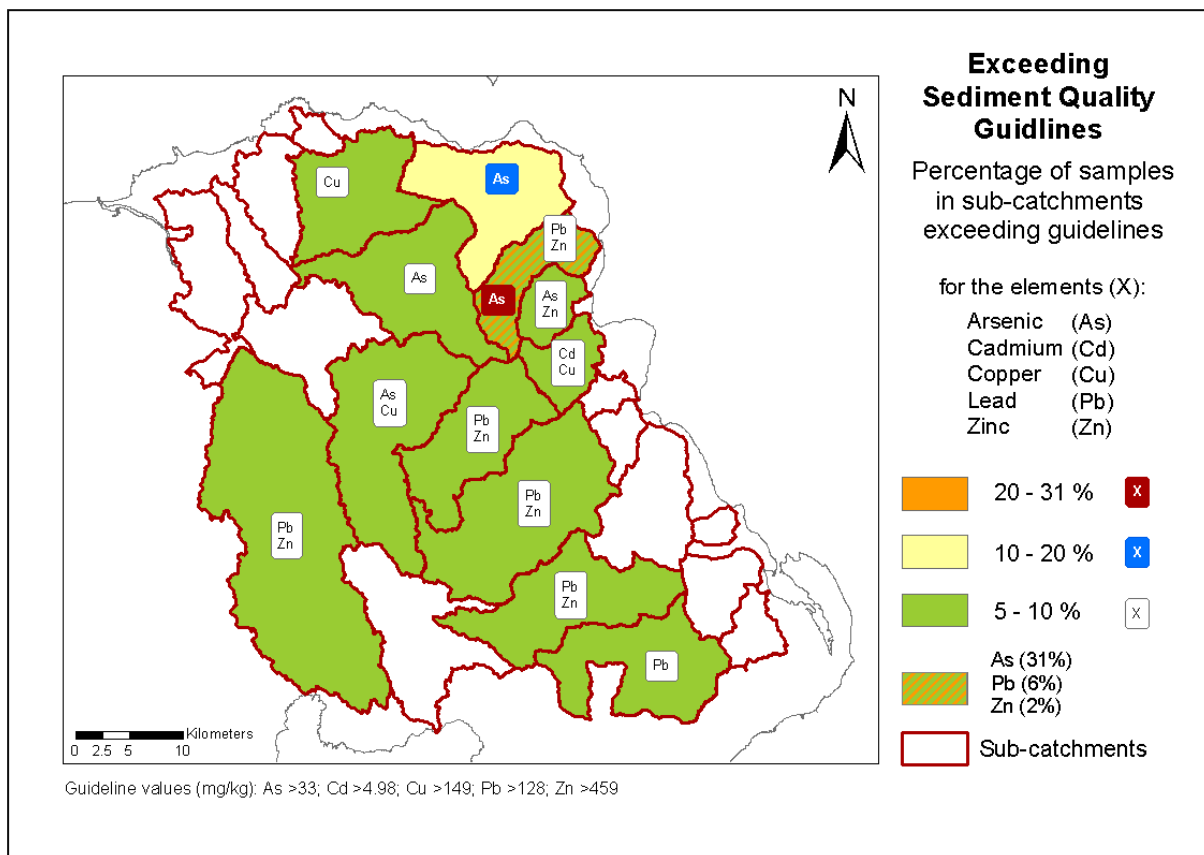 Exceeding
Sediment Quality
Guidlines
Percentage of samples
in sub-catchments
exceeding guidelines
for the elements (X):
Arsenic (As)
Cadmium (Cd)
Copper (Cu)
Lead (Pb)
Zinc (Zn)
20 - 31 % X
10 - 20 % X
5 - 10 % X
As (31%)
Pb (6%)
Zn (2%)
Sub-catchments
N
Cu
As
Pb
Zn
As
As
As
Zn
Cd
Cu
As
Cu
Pb
Zn
Pb
Zn
Pb
Zn
Pb
Zn
Pb
Kilometers
0 2.5 5 10
Guideline values (mg/kg): As >33; Cd >4.98; Cu >149; Pb >128; Zn >459